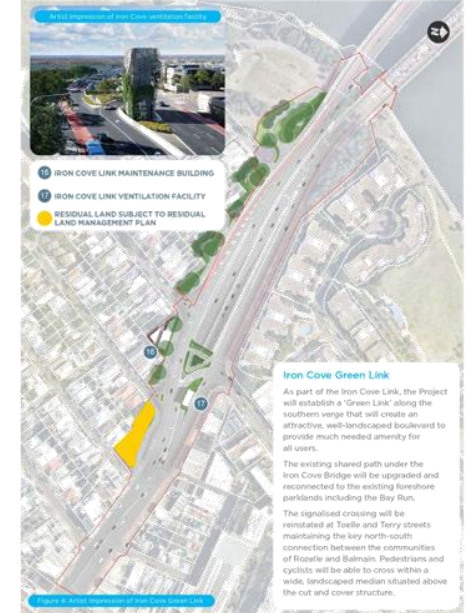 Artist Impression of Iron Cove ventilation facility
N
16 IRON COVE LINK MAINTENANCE BUILDING
17 IRON COVE LINK VENTILATION FACILITY
RESIDUAL LAND SUBJECT TO RESIDUAL
LAND MANAGEMENT PLAN
16
17
Iron Cove Green Link
As part of the Iron Cove Link, the Project
will establish a 'Green Link' along the
southern verge that will create an
attractive, well-landscaped boulevard to
provide much needed amenity for
all users.
The existing shared path under the
Iron Cove Bridge will be upgraded and
reconnected to the existing foreshore
parklands including the Bay Run.
The signalised crossing will be
reinstated at Toelle and Terry streets
maintaining the key north-south
connection between the communities
of Rozelle and Balmain. Pedestrians and
cyclists will be able to cross within a
wide, landscaped median situated above
the cut and cover structure.
Figure 4: Artist Impression of Iron Cove Green Link